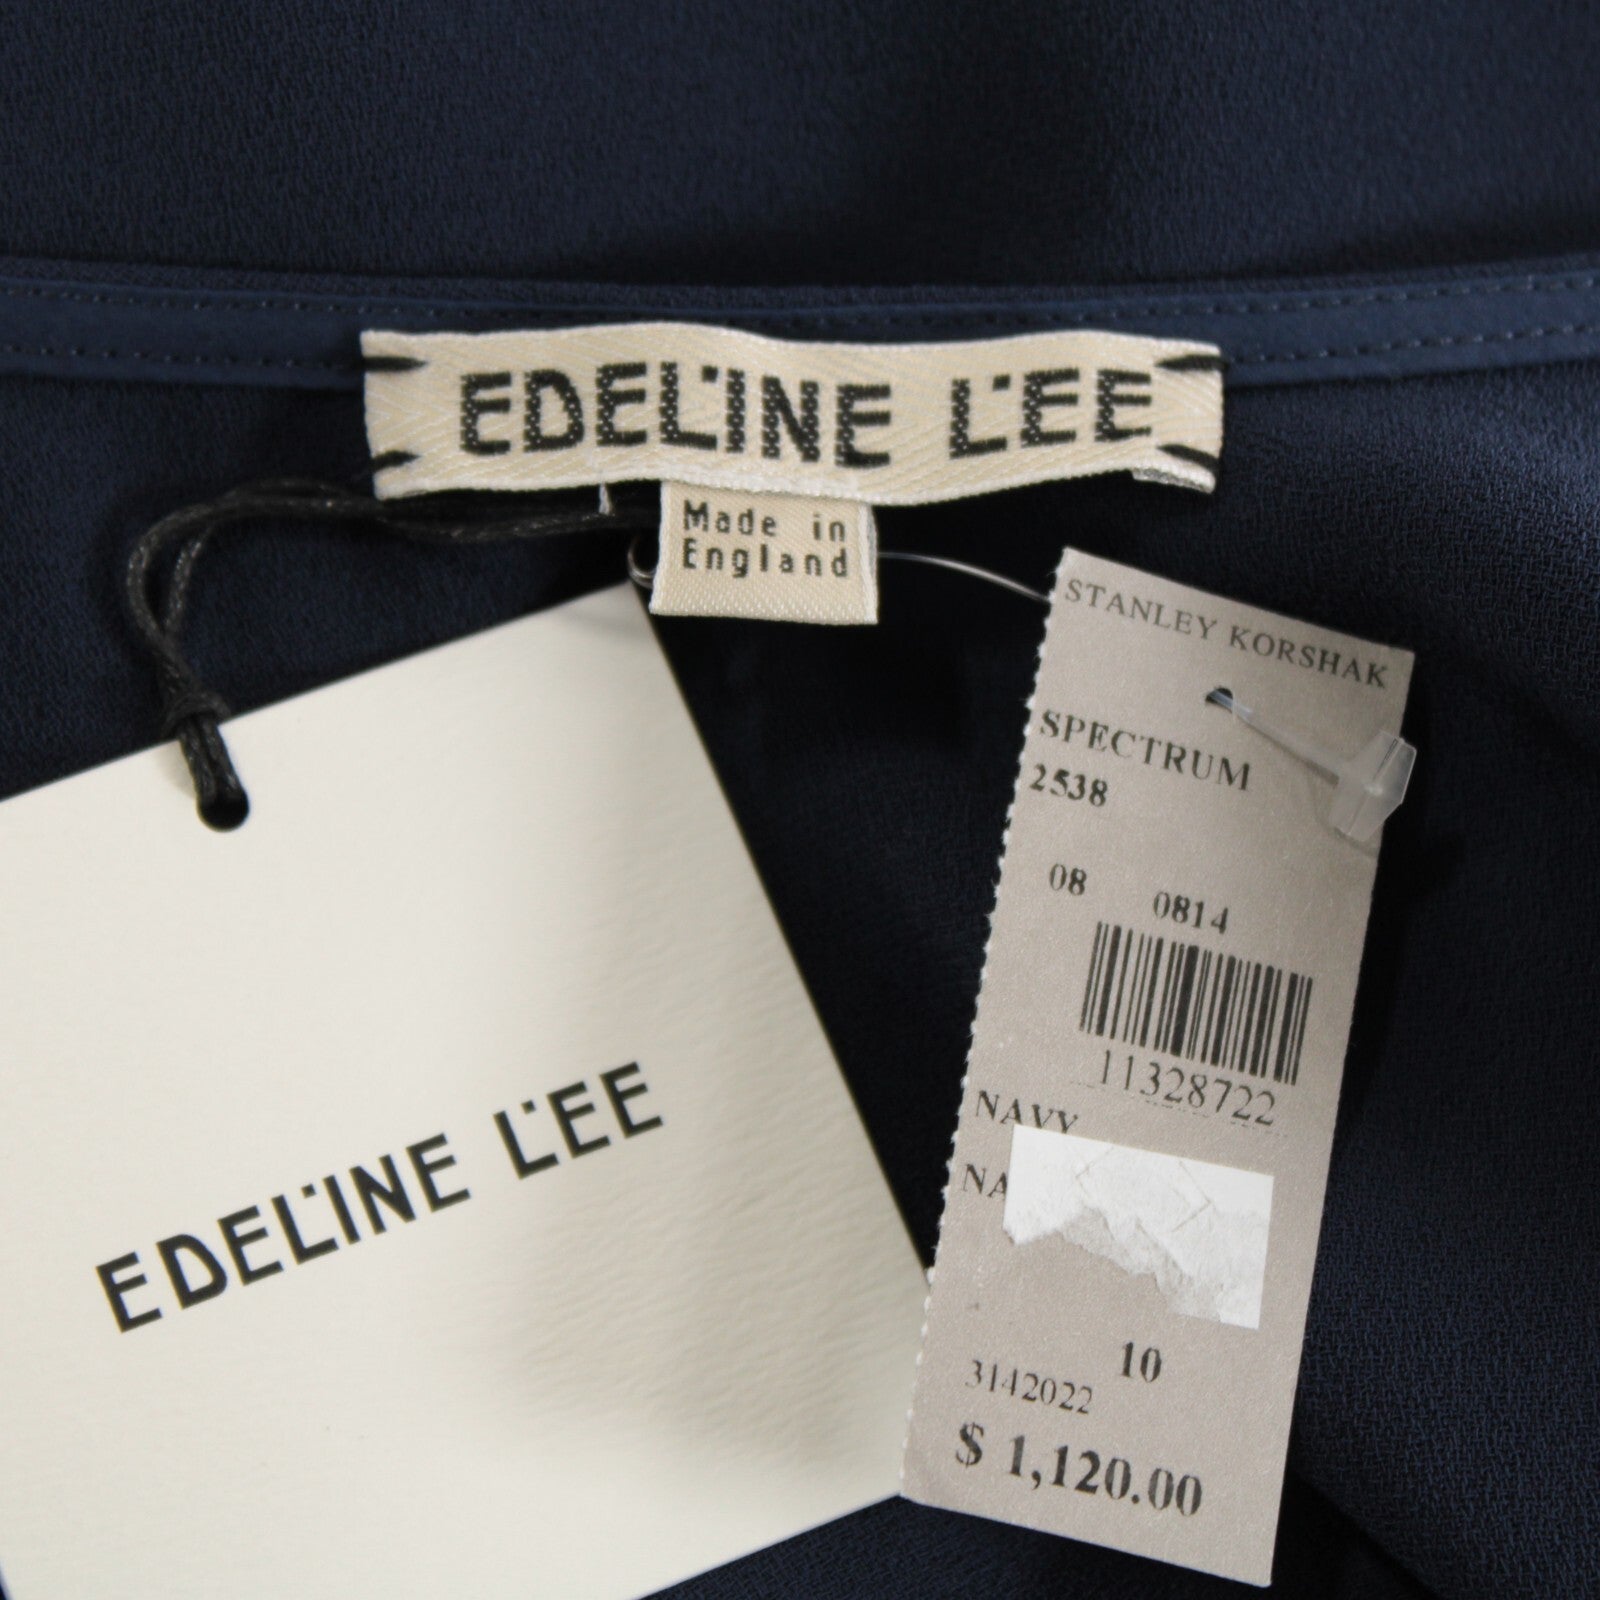 EDELINE LEE
Made in
England
STANLEY KORSHAK
SPECTRUM
2538
08 0814
11328722
NAVY
10
3142022
$ 1,120.00
EDELINE LEE